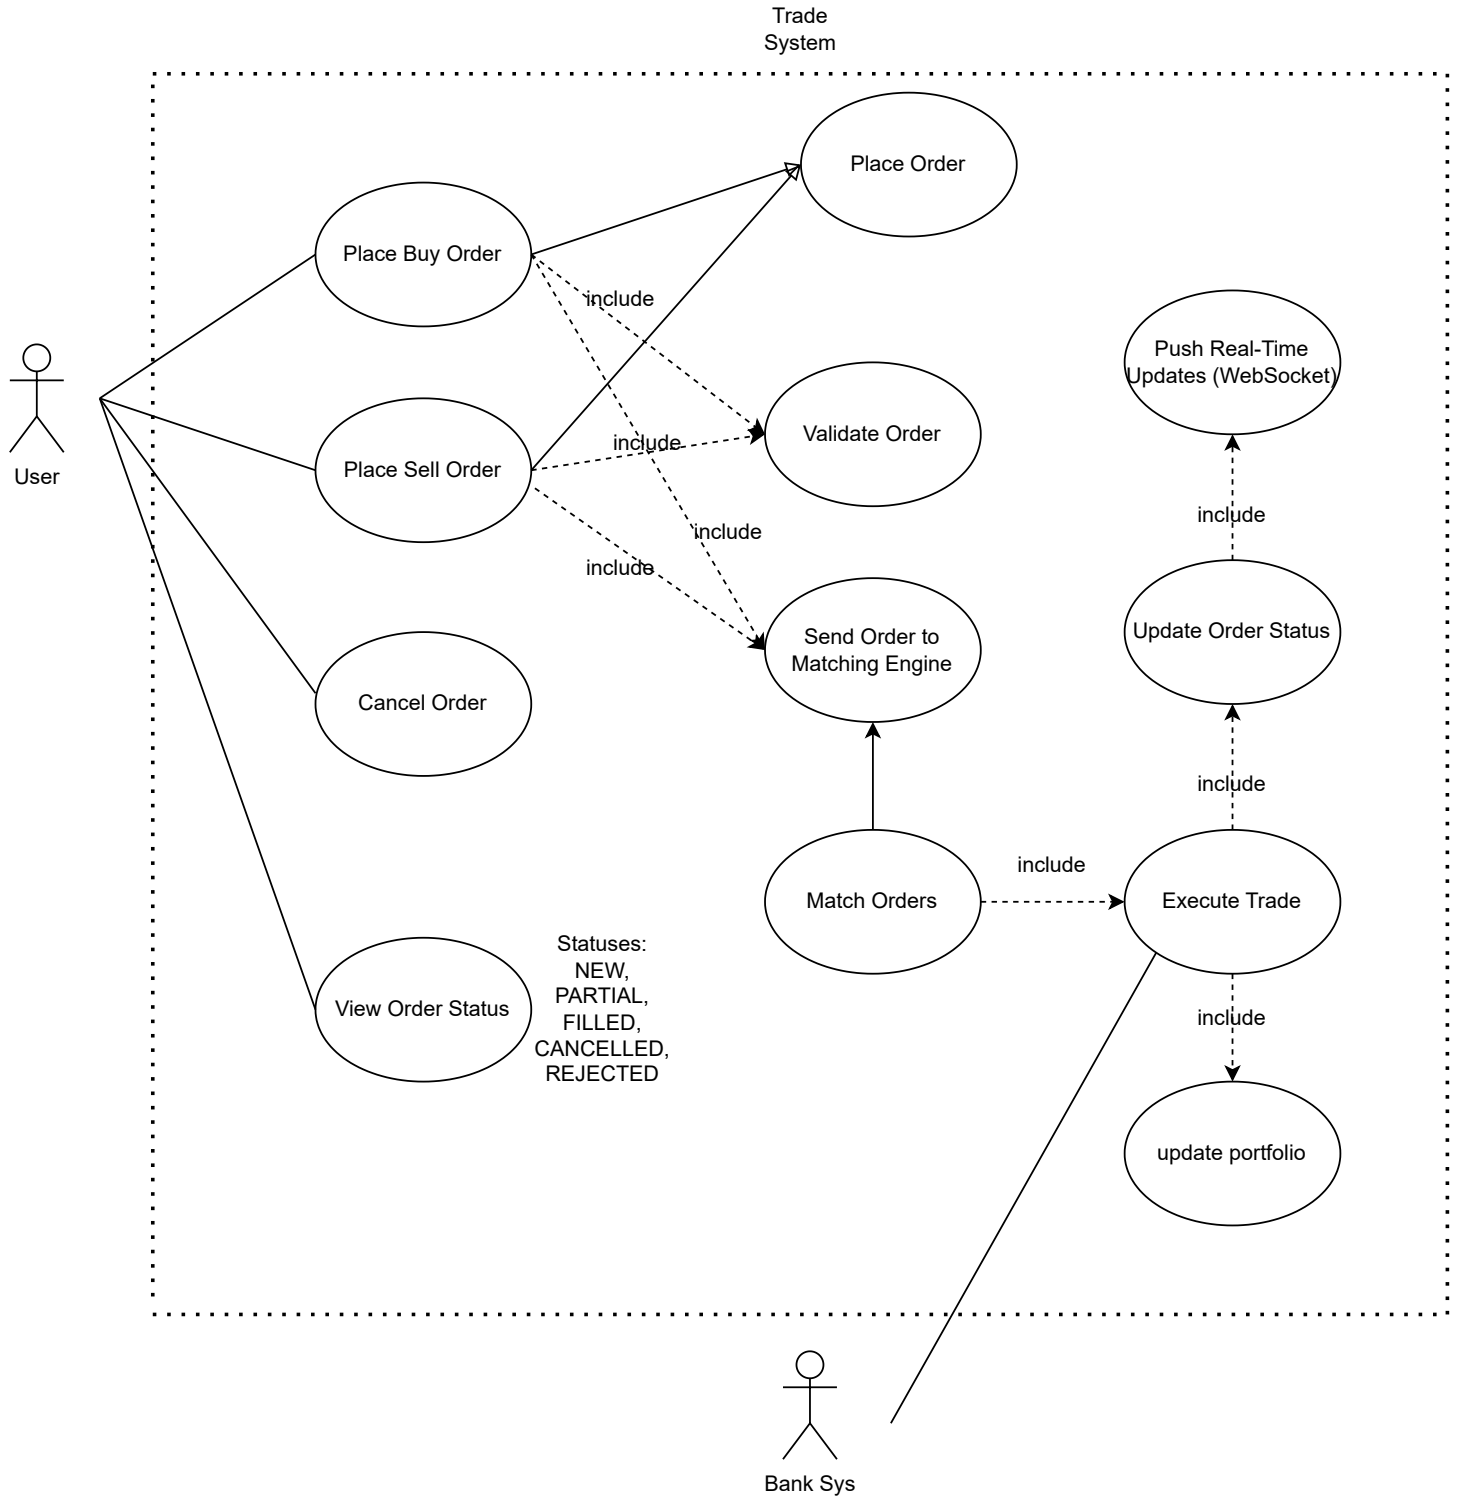 Trade
System
Place Order
Place Buy Order
include
Push Real-Time
Updates (WebSocket)
Validate Order
include
Place Sell Order
User
include
include
include
Send Order to
Matching Engine
Update Order Status
Cancel Order
include
include
Match Orders
Execute Trade
Statuses:
NEW,
PARTIAL,
FILLED,
CANCELLED,
REJECTED
View Order Status
include
update portfolio
Bank Sys